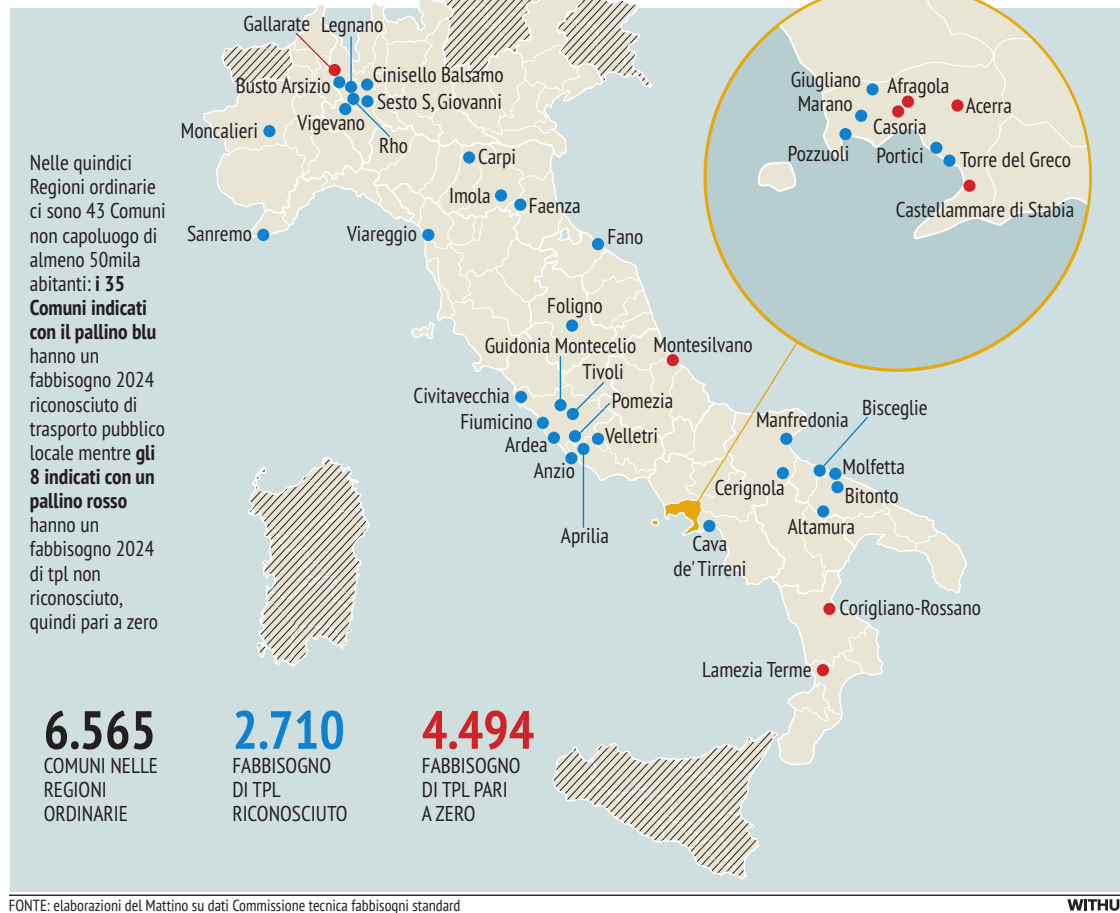 Gallarate
Legnano
Busto Arsizio
Cinisello Balsamo
Sesto S, Giovanni
Vigevano
Rho
Moncalieri
Carpi
Imola
Faenza
Sanremo
Viareggio
Fano
Foligno
Guidonia Montecelio
Tivoli
Montesilvano
Civitavecchia
Pomezia
Fiumicino
Ardea
Velletri
Anzio
Aprilia
Manfredonia
Bisceglie
Molfetta
Cerignola
Bitonto
Altamura
Cava
de' Tirreni
Corigliano-Rossano
Lamezia Terme
Giugliano
Afragola
Marano
Acerra
Casoria
Pozzuoli
Portici
Torre del Greco
Castellammare di Stabia
Nelle quindici
Regioni ordinarie
ci sono 43 Comuni
non capoluogo di
almeno 50mila
abitanti: i 35
Comuni indicati
con il pallino blu
hanno un
fabbisogno 2024
riconosciuto di
trasporto pubblico
locale mentre gli
8 indicati con un
pallino rosso
hanno un
fabbisogno 2024
di tpl non
riconosciuto,
quindi pari a zero
6.565
COMUNI NELLE
REGIONI
ORDINARIE
2.710
FABBISOGNO
DI TPL
RICONOSCIUTO
4.494
FABBISOGNO
DI TPL PARI
A ZERO
FONTE: elaborazioni del Mattino su dati Commissione tecnica fabbisogni standard
WITHU